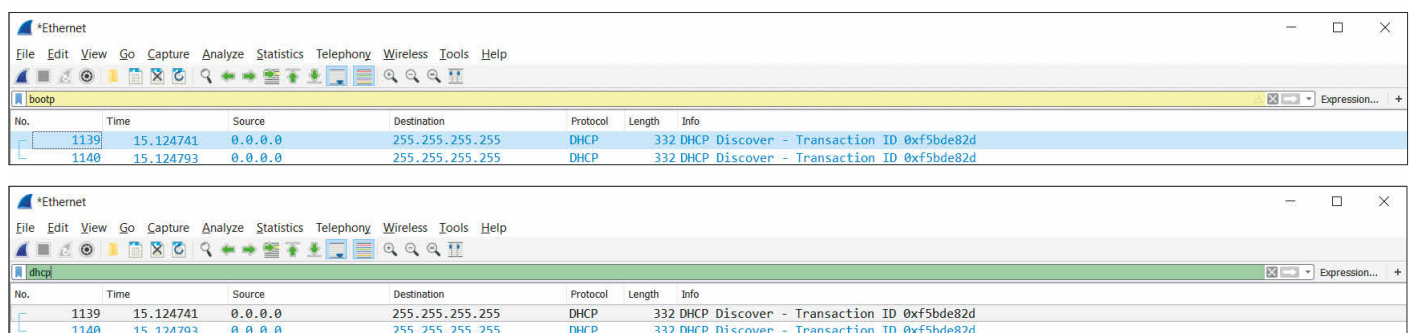 *Ethernet
File Edit View Go Capture Analyze Statistics Telephony Wireless Tools Help
bootp Expression... +
No. Time Source Destination Protocol Length Info
1139 15.124741 0.0.0.0 255.255.255.255 DHCP 332 DHCP Discover - Transaction ID 0xf5bde82d
1140 15.124793 0.0.0.0 255.255.255.255 DHCP 332 DHCP Discover - Transaction ID 0xf5bde82d
*Ethernet
File Edit View Go Capture Analyze Statistics Telephony Wireless Tools Help
dhcp Expression... +
No. Time Source Destination Protocol Length Info
1139 15.124741 0.0.0.0 255.255.255.255 DHCP 332 DHCP Discover - Transaction ID 0xf5bde82d
1140 15.124793 0.0.0.0 255.255.255.255 DHCP 332 DHCP Discover - Transaction ID 0xf5bde82d